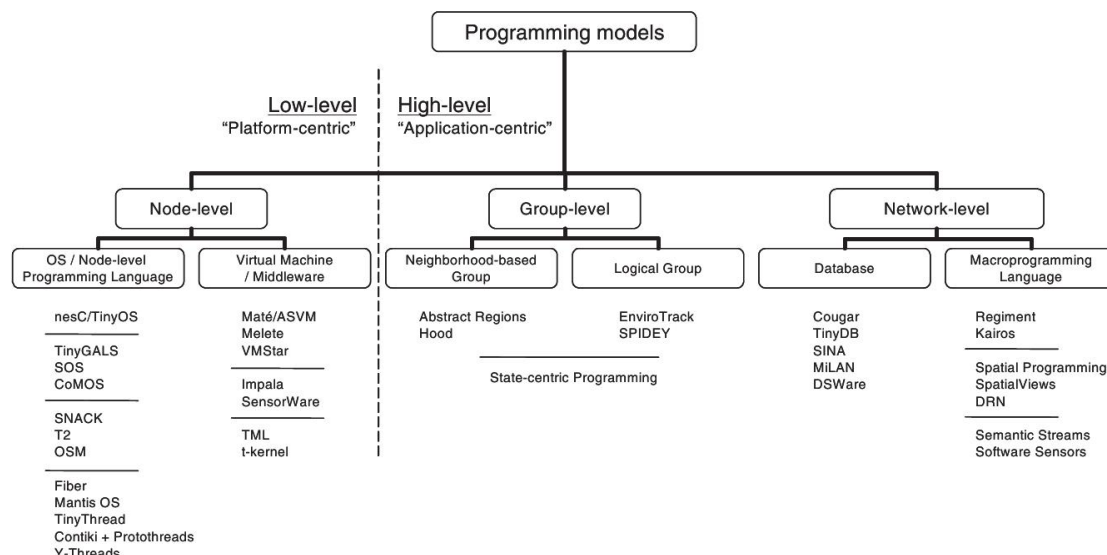 Programming models
Low-level
"Platform-centric"
High-level
"Application-centric"
Node-level
Group-level
Network-level
OS / Node-level
Programming Language
Virtual Machine
/ Middleware
Neighborhood-based
Group
Logical Group
Database
Macroprogramming
Language
nesC/TinyOS
TinyGALS
SOS
CoMOS
SNACK
T2
OSM
Fiber
Mantis OS
TinyThread
Contiki + Protothreads
Y-Threads
Maté/ASVM
Melete
VMStar
Impala
SensorWare
TML
t-kernel
Abstract Regions
Hood
EnviroTrack
SPIDEY
State-centric Programming
Cougar
TinyDB
SINA
MiLAN
DSWare
Regiment
Kairos
Spatial Programming
SpatialViews
DRN
Semantic Streams
Software Sensors